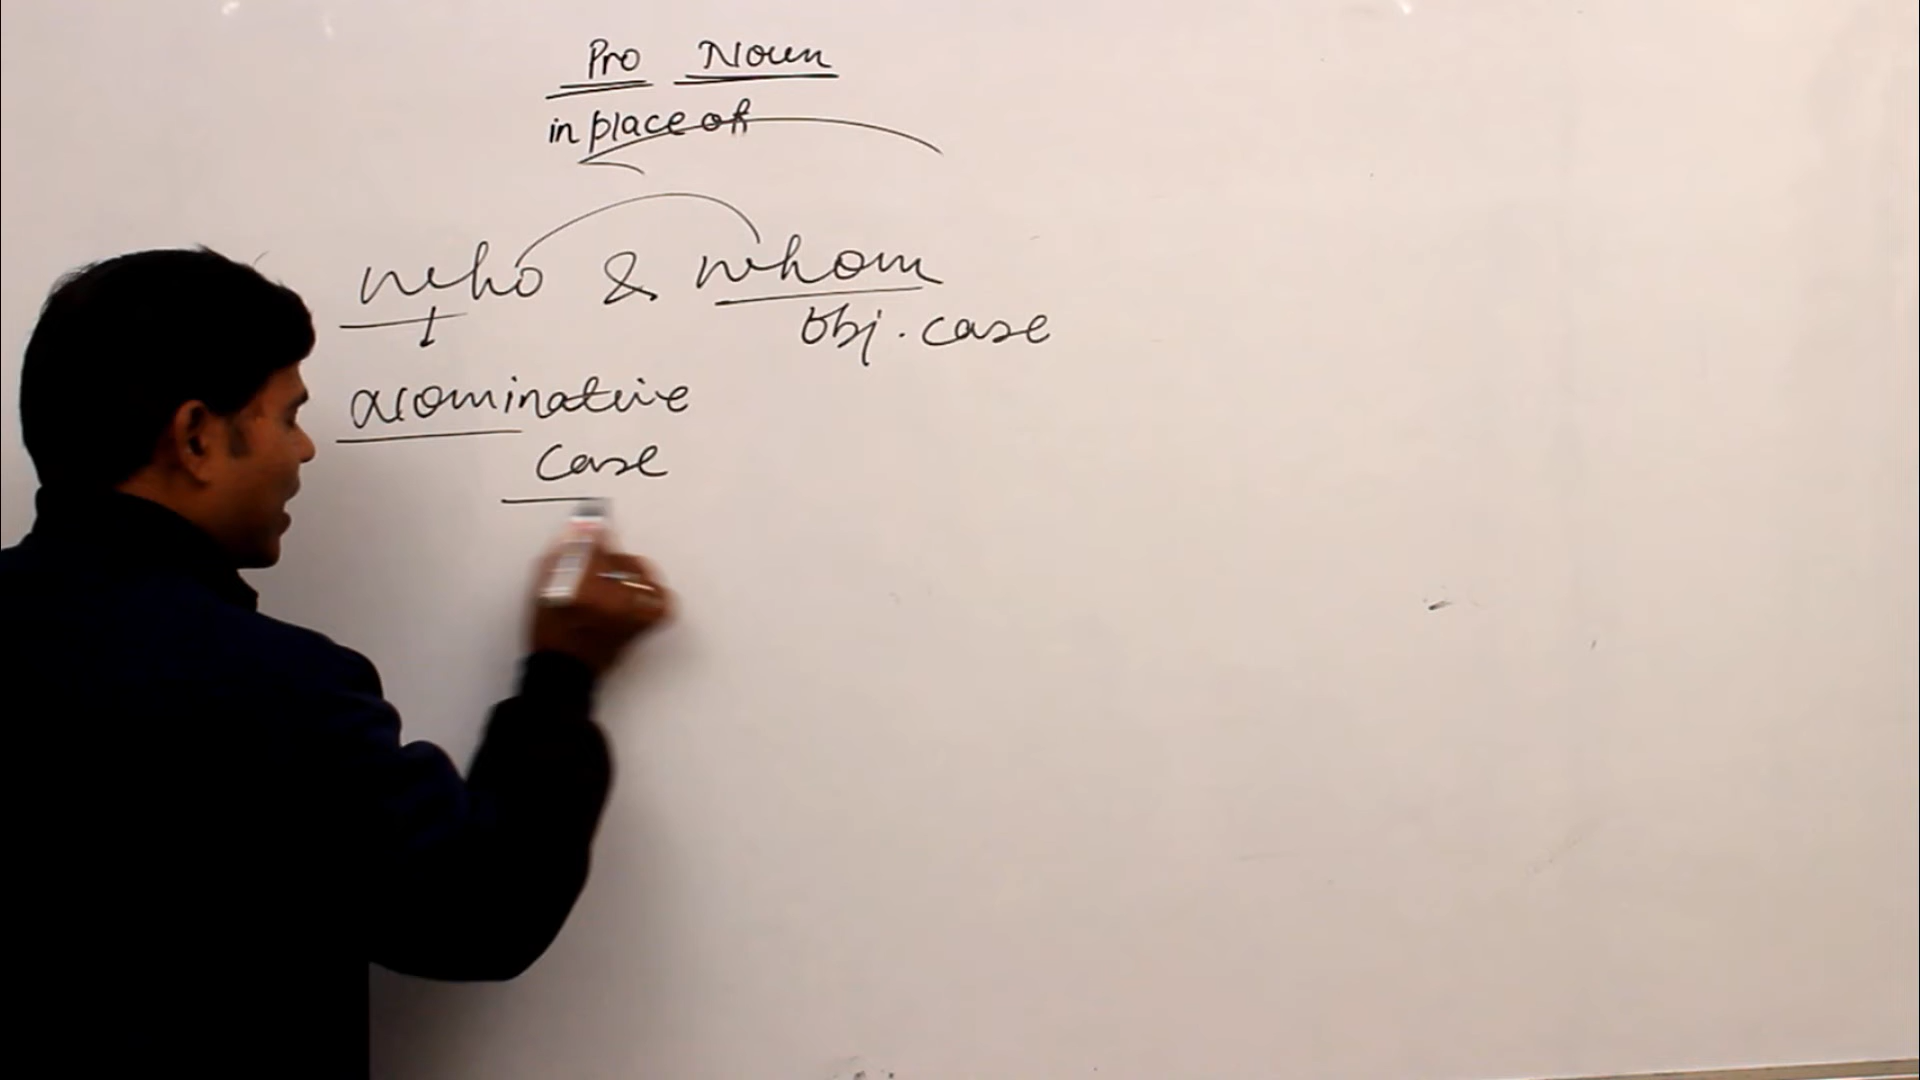 Pro Noun
in place of
who & whom
obj. case
nominative
case